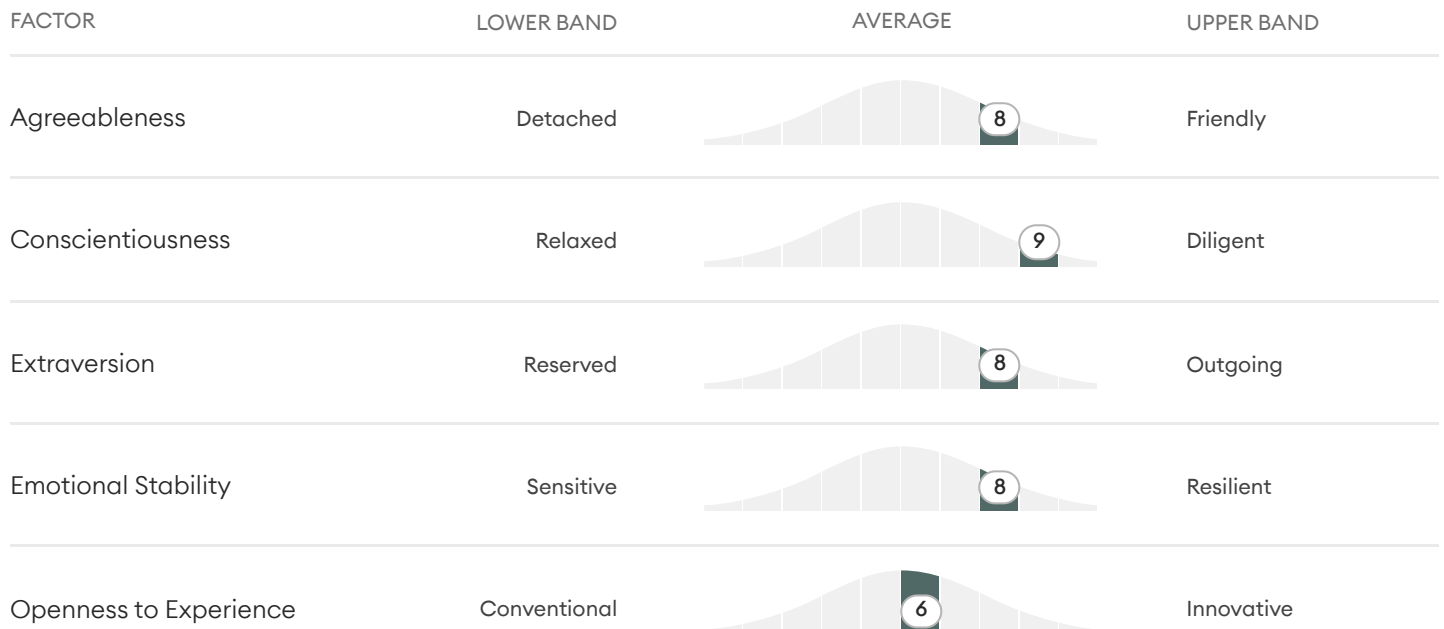 FACTOR LOWER BAND AVERAGE UPPER BAND
Agreeableness Detached 8 Friendly
Conscientiousness Relaxed 9 Diligent
Extraversion Reserved 8 Outgoing
Emotional Stability Sensitive 8 Resilient
Openness to Experience Conventional 6 Innovative